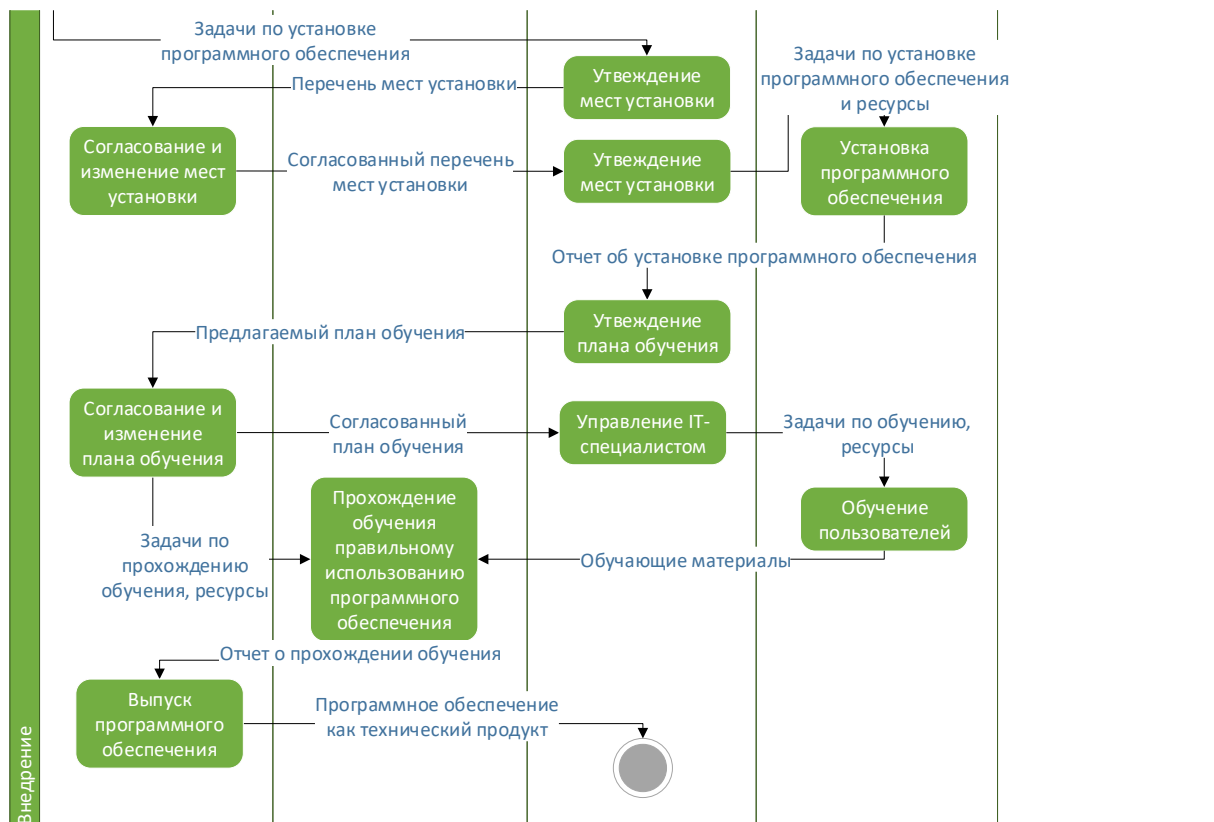 Задачи по установке
программного обеспечения
Задачи по установке
программного обеспечения
и ресурсы
Утвеждение
мест установки
Перечень мест установки
Согласование и
изменение мест
установки
Согласованный перечень
мест установки
Утвеждение
мест установки
Установка
программного
обеспечения
Отчет об установке программного обеспечения
Утвеждение
плана обучения
Предлагаемый план обучения
Согласование и
изменение
плана обучения
Согласованный
план обучения
Управление IT-
специалистом
Задачи по обучению,
ресурсы
Прохождение
обучения
правильному
использованию
программного
обеспечения
Обучение
пользователей
Задачи по
прохождению
обучения, ресурсы
Обучающие материалы
Отчет о прохождении обучения
Выпуск
программного
обеспечения
Программное обеспечение
как технический продукт
Внедрение